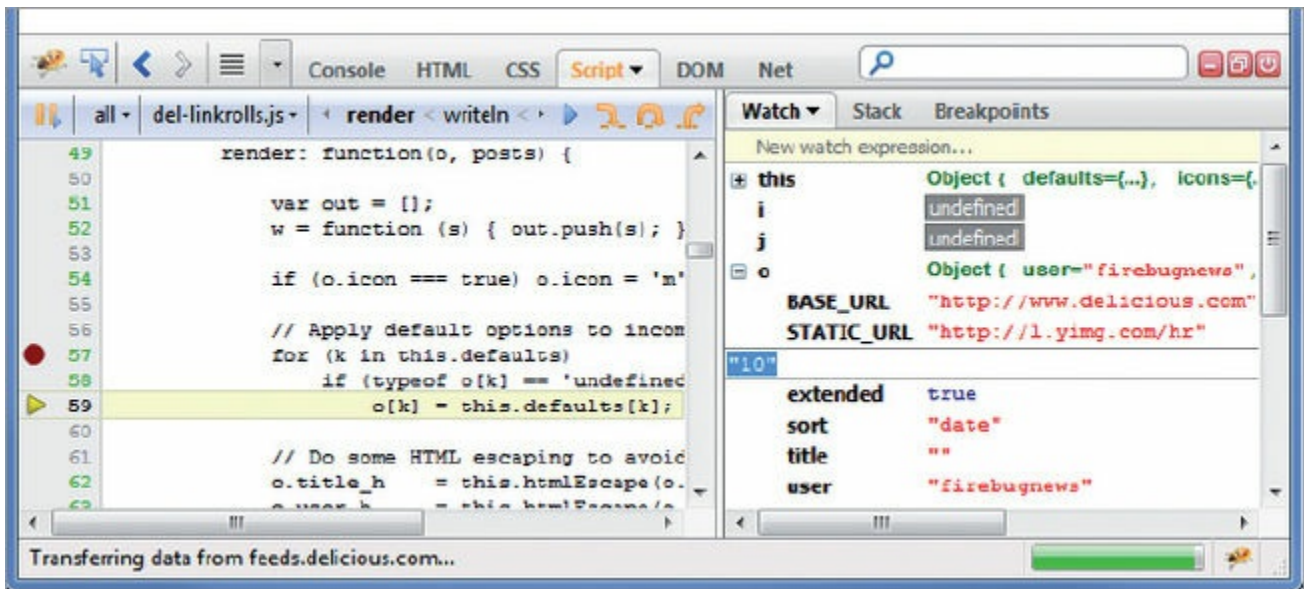 Console HTML CSS Script DOM Net
all del-linkrolls.js render < writeln <
Watch Stack Breakpoints
New watch expression...
49 render: function(o, posts) {
50
51 var out = [];
52 w = function (s) { out.push(s); }
53
54 if (o.icon === true) o.icon = 'm'
55
56 // Apply default options to incom
57 for (k in this.defaults)
58 if (typeof o[k] == 'undefined
59 o[k] = this.defaults[k];
60
61 // Do some HTML escaping to avoid
62 o.title_h = this.htmlEscape(o.
63 o.user_h = this.htmlEscape(o
this Object { defaults={...}, icons={.
i undefined
j undefined
o Object { user="firebugnews",
BASE_URL "http://www.delicious.com"
STATIC_URL "http://l.yimg.com/hr"
"10"
extended true
sort "date"
title ""
user "firebugnews"
Transferring data from feeds.delicious.com...